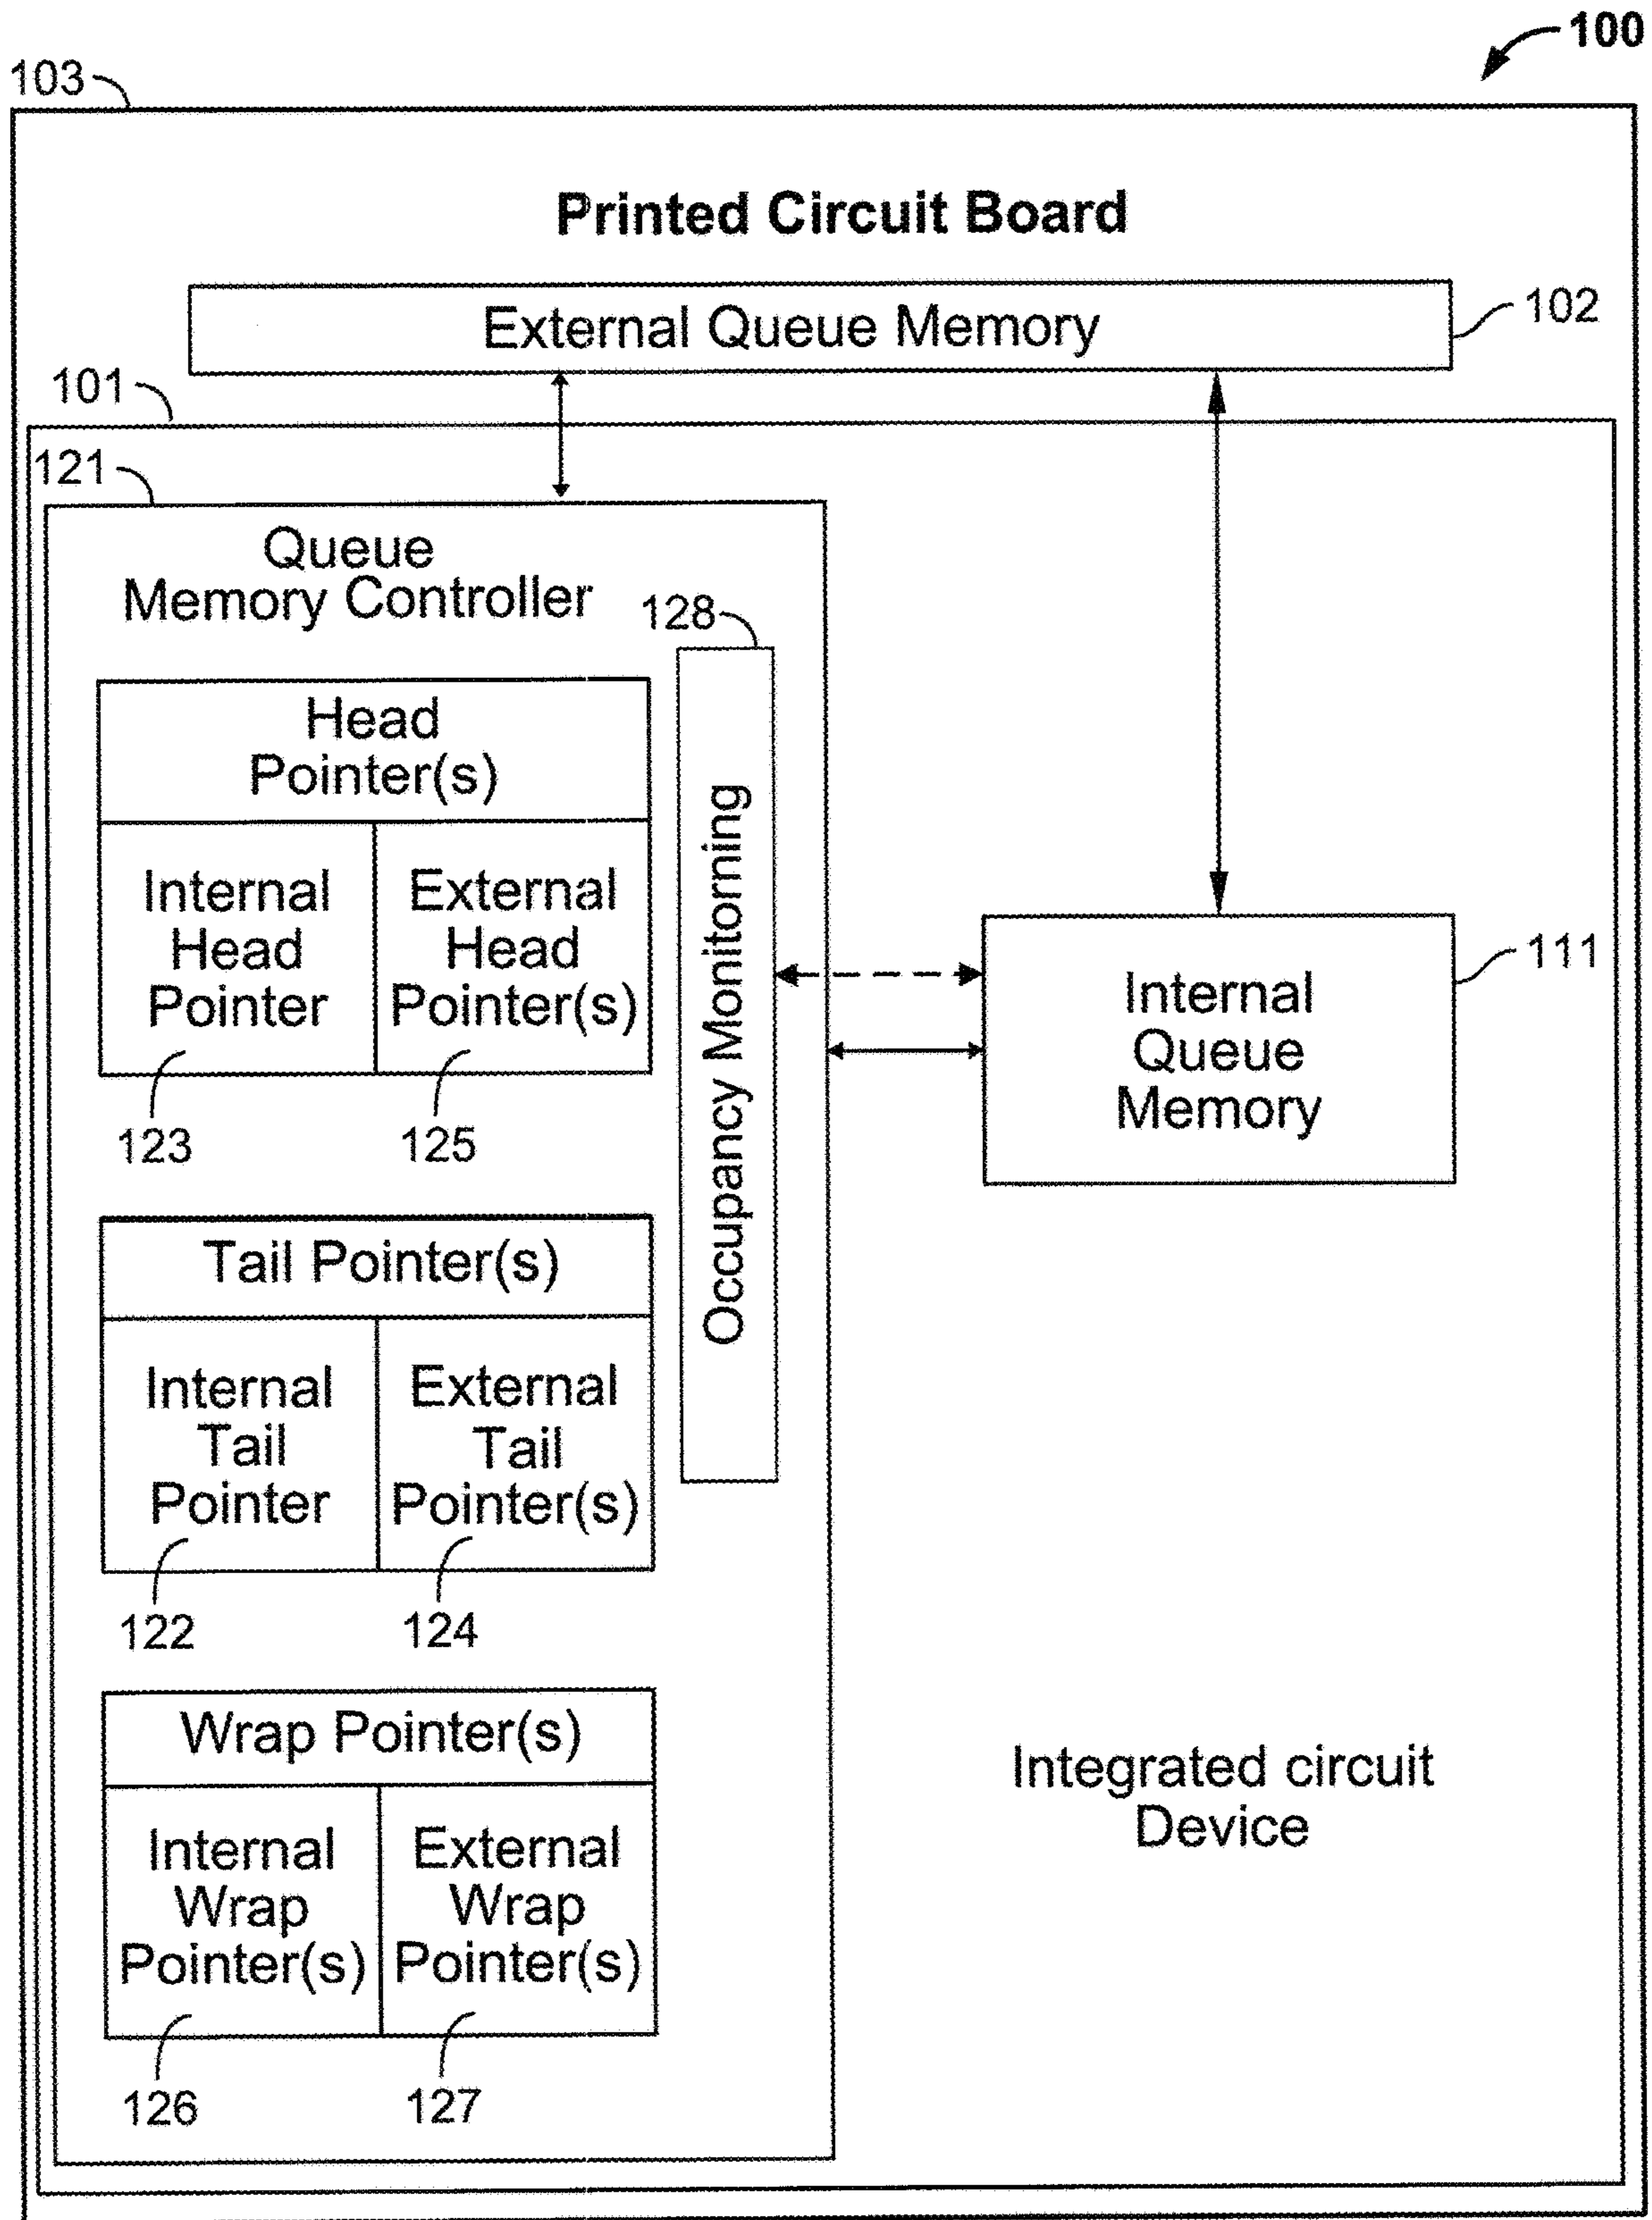 100
103
Printed Circuit Board
External Queue Memory
102
101
121
Queue
Memory Controller
128
Head
Pointer(s)
Internal
Head
Pointer
External
Head
Pointer(s)
123
125
Occupancy Monitorning
Internal
Queue
Memory
111
Tail Pointer(s)
Internal
Tail
Pointer
External
Tail
Pointer(s)
122
124
Wrap Pointer(s)
Internal
Wrap
Pointer(s)
External
Wrap
Pointer(s)
126
127
Integrated circuit
Device